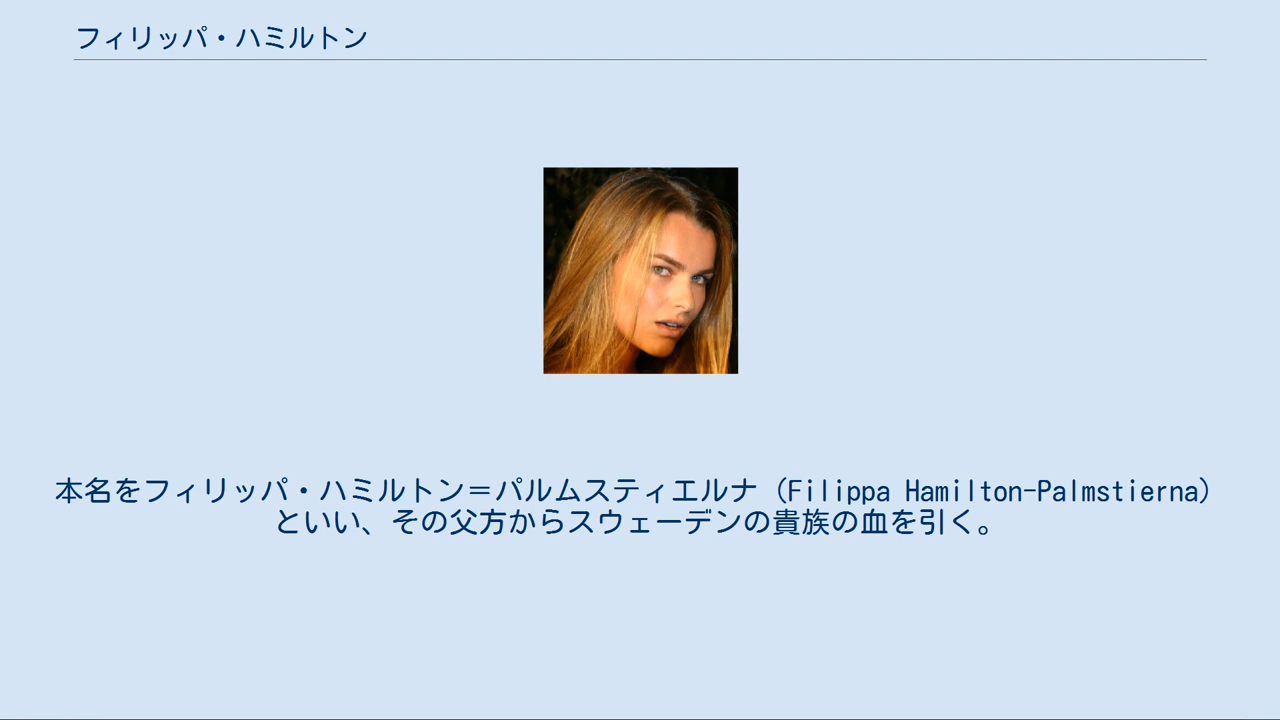 フィリッパ・ハミルトン
本名をフィリッパ・ハミルトン＝パルムスティエルナ（Filippa Hamilton-Palmstierna）
といい、その父方からスウェーデンの貴族の血を引く。